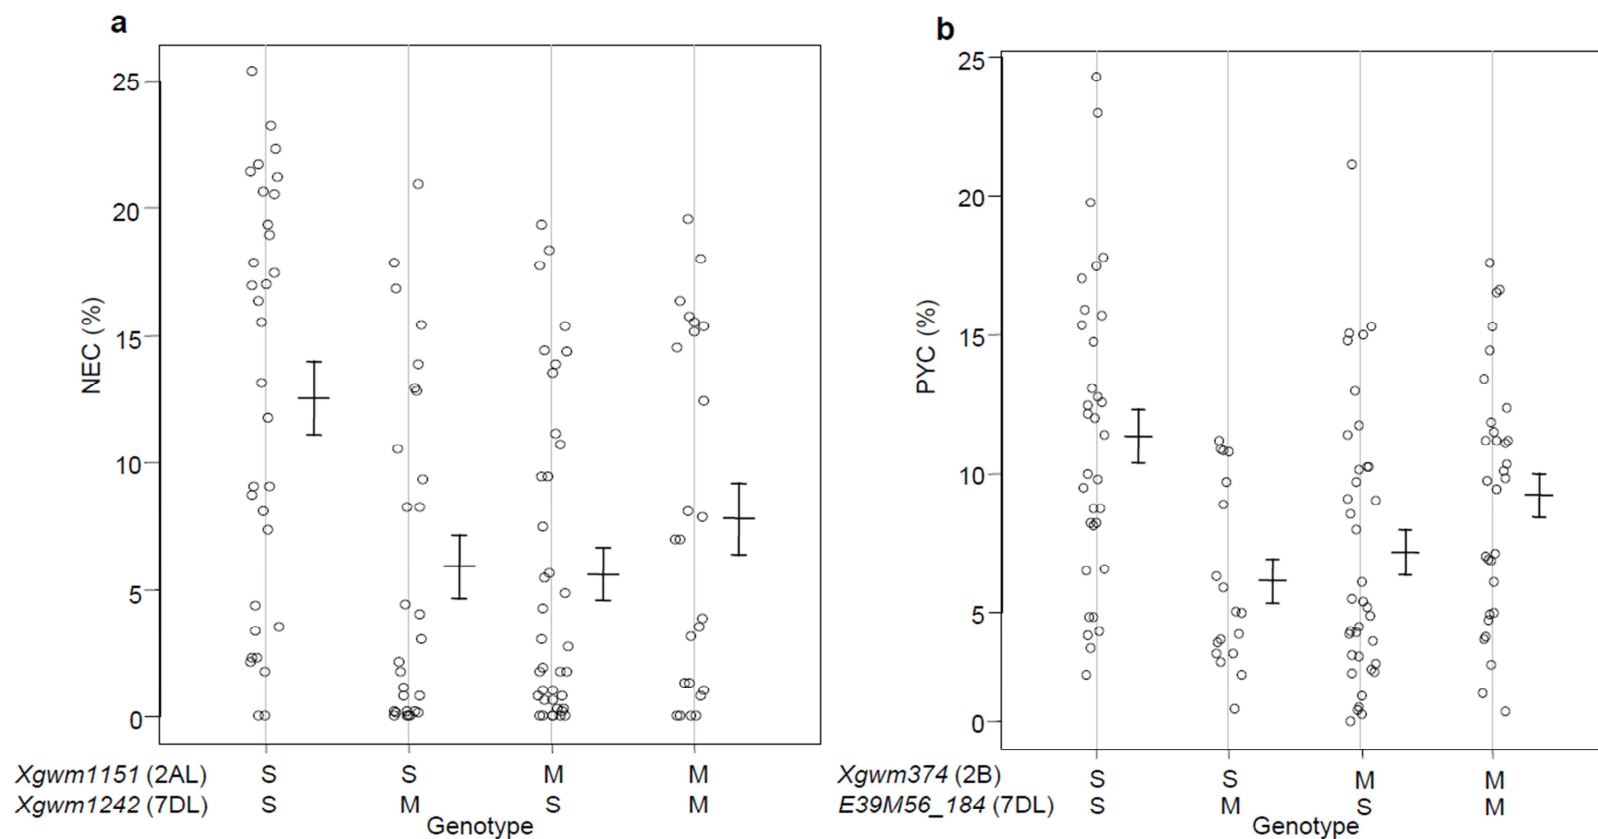 a
25
20
15
10
5
0
NEC (%)
Xgwm1151 (2AL) S S M M
Xgwm1242 (7DL) S M S M
Genotype
b
25
20
15
10
5
0
PYC (%)
Xgwm374 (2B) S S M M
E39M56_184 (7DL) S M S M
Genotype